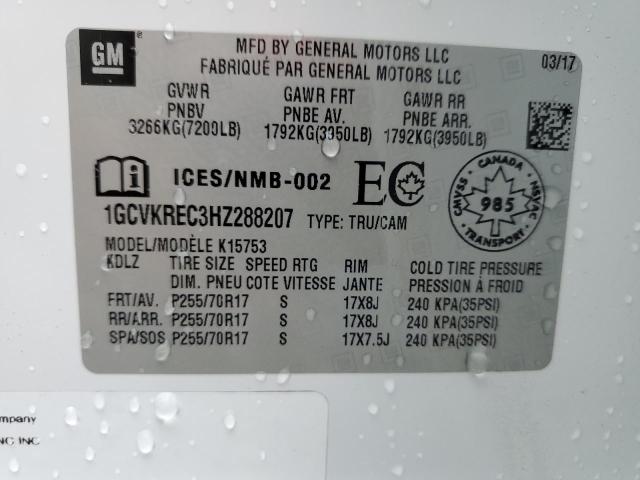 GM
MFD BY GENERAL MOTORS LLC
FABRIQUÉ PAR GENERAL MOTORS LLC
03/17
GVWR GAWR FRT GAWR RR
PNBV PNBE AV. PNBE ARR.
3266KG(7200LB) 1792KG(3950LB) 1792KG(3950LB)
ICES/NMB-002 EC
CANADA
CMVSS 985 NSVAC
TRANSPORT
1GCVKREC3HZ288207 TYPE: TRU/CAM
MODEL/MODÈLE K15753
KDLZ TIRE SIZE SPEED RTG RIM COLD TIRE PRESSURE
DIM. PNEU COTE VITESSE JANTE PRESSION À FROID
FRT/AV. P255/70R17 S 17X8J 240 KPA(35PSI)
RR/ARR. P255/70R17 S 17X8J 240 KPA(35PSI)
SPA/SOS P255/70R17 S 17X7.5J 240 KPA(35PSI)
INC